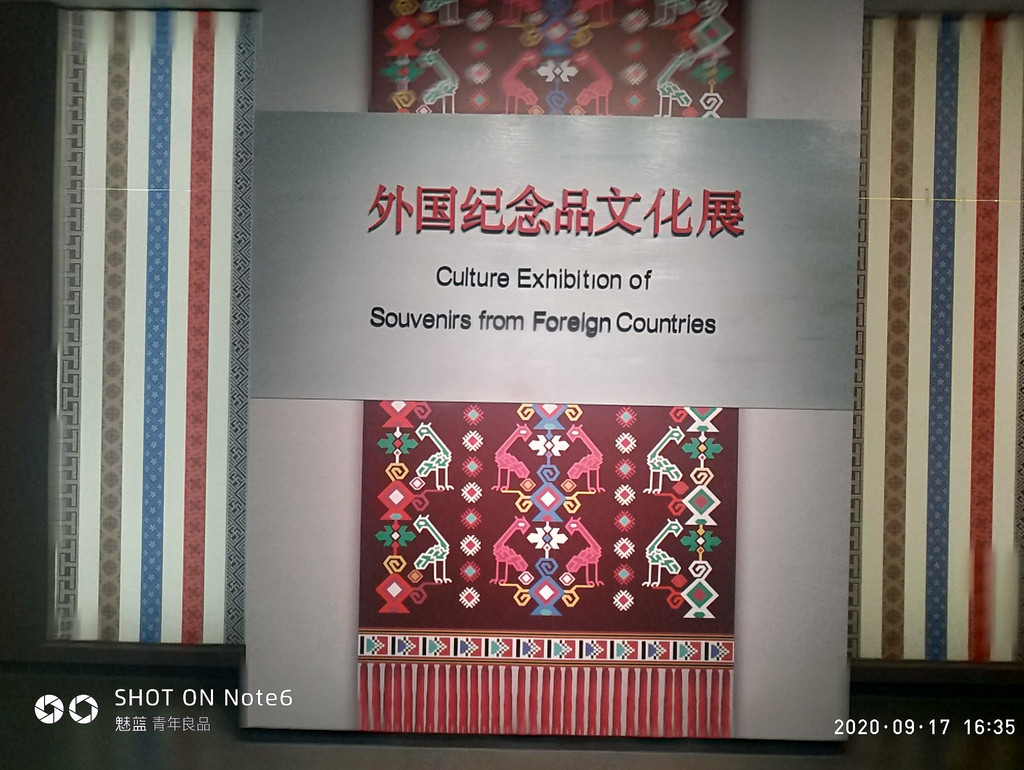 外国纪念品文化展
Culture Exhibition of
Souvenirs from Foreign Countries
SHOT ON Note6
魅蓝 青年良品
2020·09·17 16:35